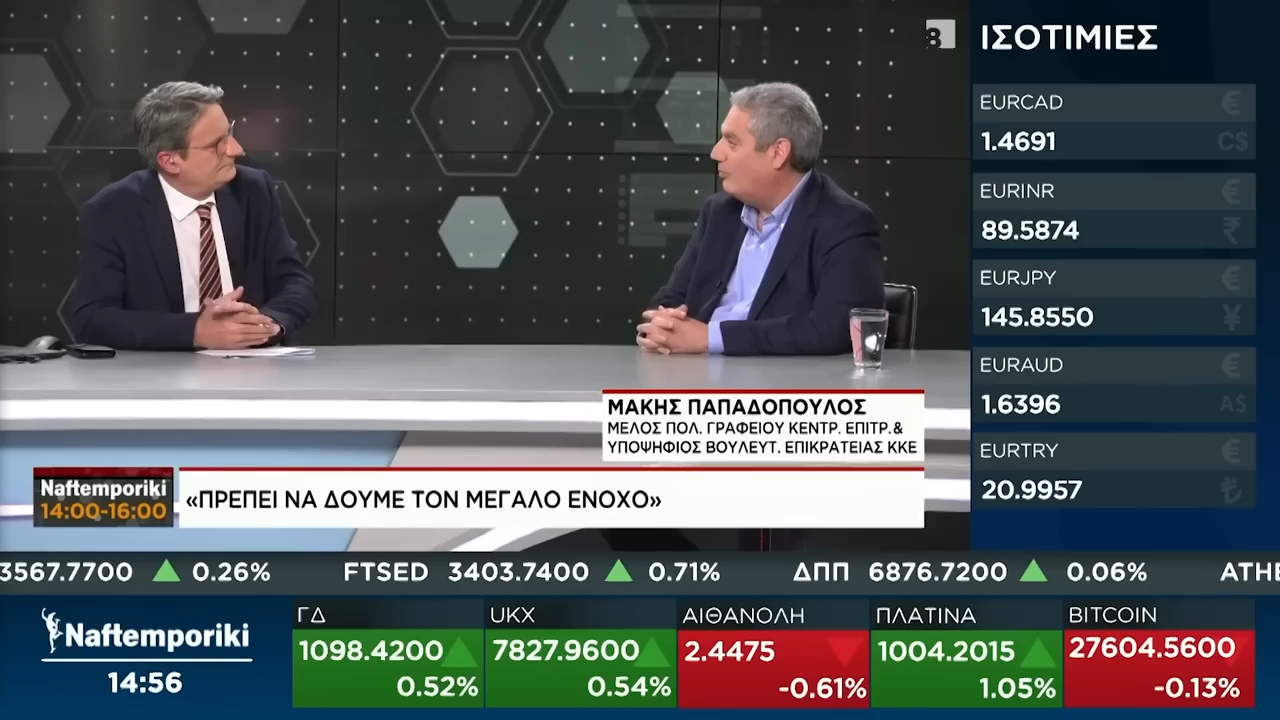 ΙΣΟΤΙΜΙΕΣ
EURCAD €
1.4691 C$
EURINR €
89.5874 ₹
EURJPY €
145.8550 ¥
EURAUD €
1.6396 A$
EURTRY €
20.9957 ₺
ΜΑΚΗΣ ΠΑΠΑΔΟΠΟΥΛΟΣ
ΜΕΛΟΣ ΠΟΛ. ΓΡΑΦΕΙΟΥ ΚΕΝΤΡ. ΕΠΙΤΡ.&
ΥΠΟΨΗΦΙΟΣ ΒΟΥΛΕΥΤ. ΕΠΙΚΡΑΤΕΙΑΣ ΚΚΕ
Naftemporiki
14:00-16:00
«ΠΡΕΠΕΙ ΝΑ ΔΟΥΜΕ ΤΟΝ ΜΕΓΑΛΟ ΕΝΟΧΟ»
3567.7700 0.26% FTSED 3403.7400 0.71% ΔΠΠ 6876.7200 0.06% ATHE
Naftemporiki
14:56
ΓΔ
1098.4200
0.52%
UKX
7827.9600
0.54%
ΑΙΘΑΝΟΛΗ
2.4475
-0.61%
ΠΛΑΤΙΝΑ
1004.2015
1.05%
BITCOIN
27604.5600
-0.13%